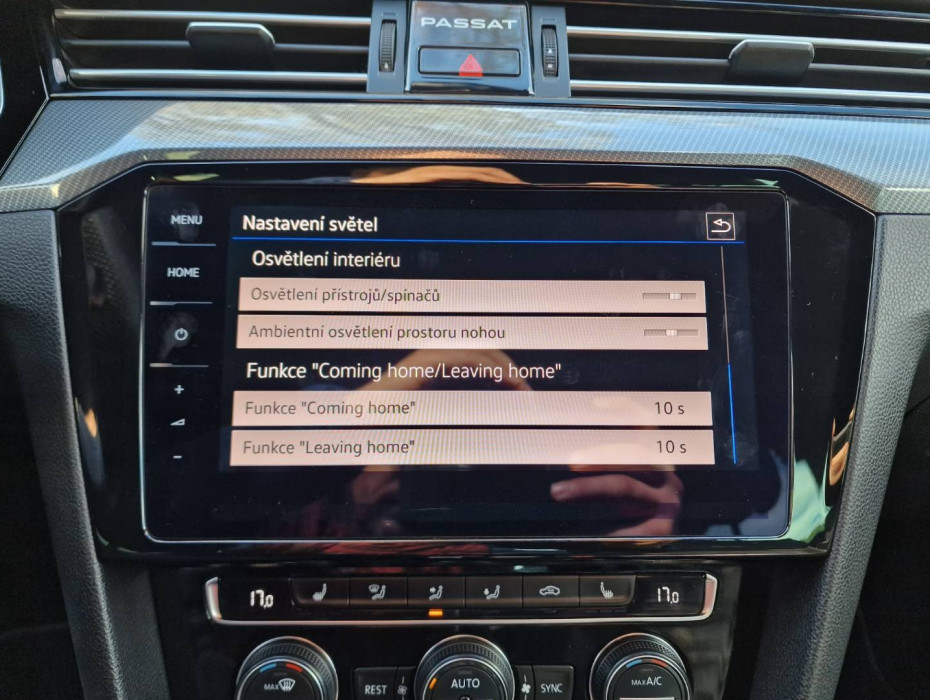 PASSAT
MENU
Nastavení světel
HOME
Osvětlení interiéru
Osvětlení přístrojů/spínačů
Ambientní osvětlení prostoru nohou
Funkce "Coming home/Leaving home"
+
Funkce "Coming home" 10 s
Funkce "Leaving home" 10 s
−
17,0 17,0
MAX REST AUTO SYNC MAX A/C